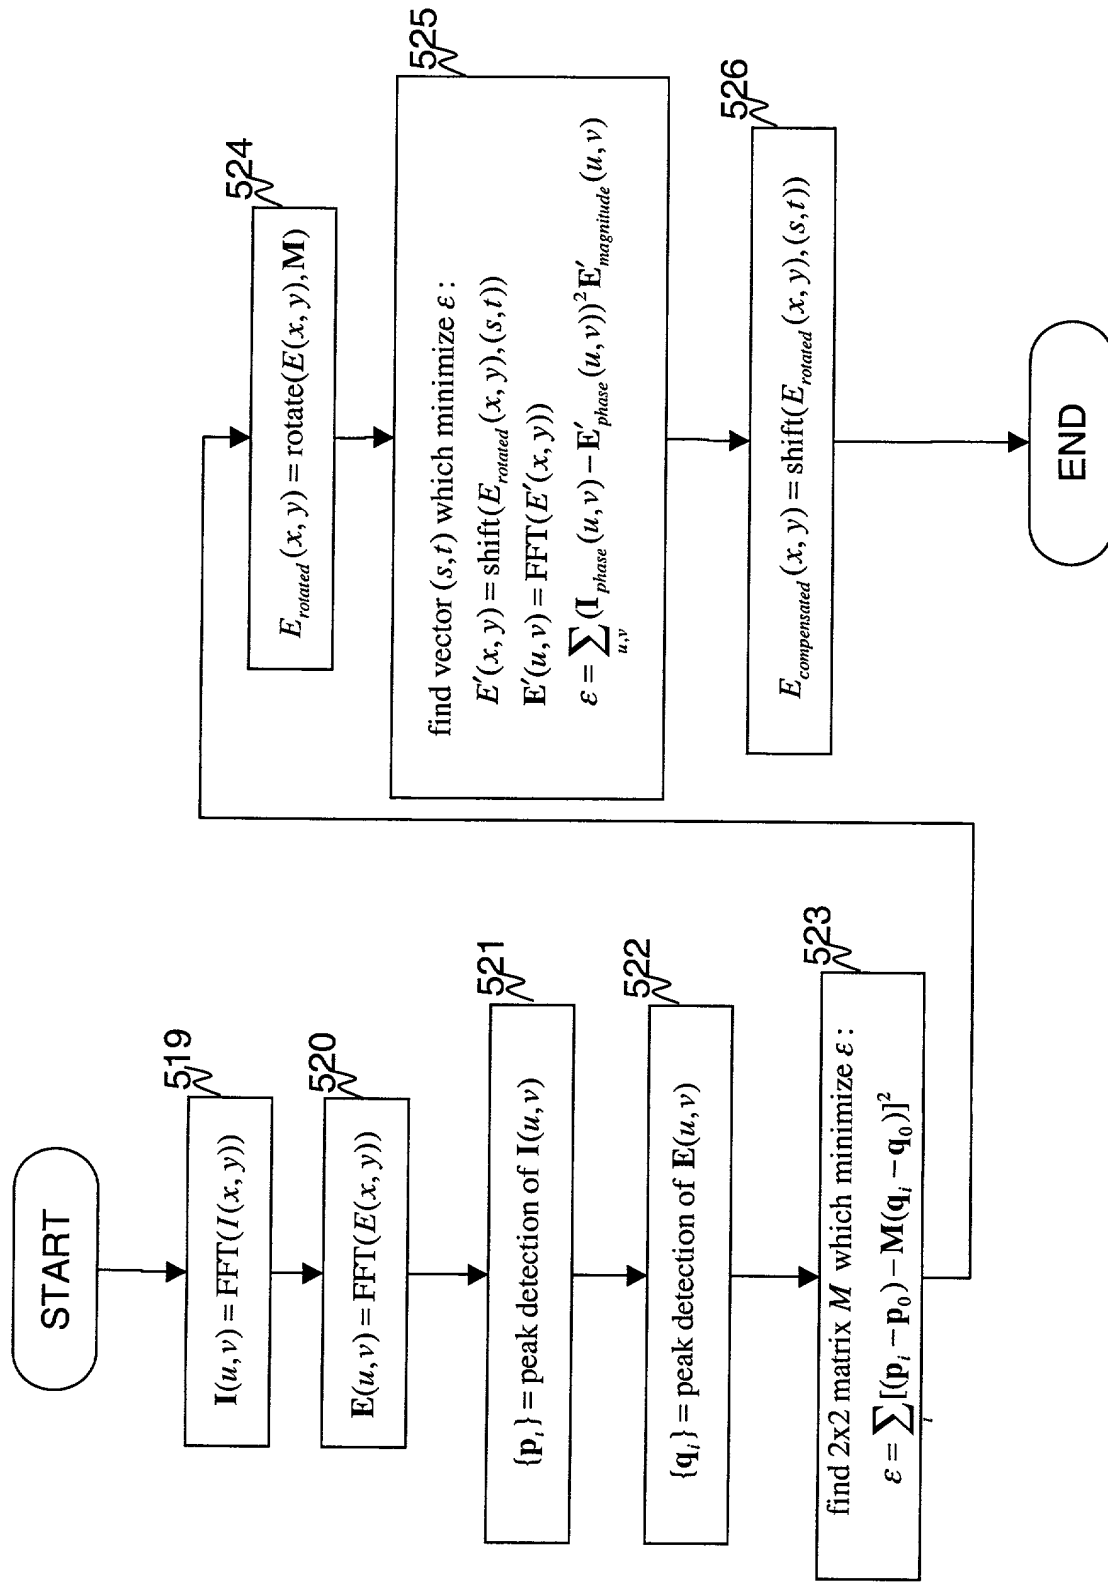 START
519
I(u,v) = FFT(I(x,y))
520
E(u,v) = FFT(E(x,y))
521
{p_i} = peak detection of I(u,v)
522
{q_i} = peak detection of E(u,v)
523
find 2x2 matrix M which minimize ε :
ε = ∑_i [(p_i − p_0) − M(q_i − q_0)]²
524
E_rotated(x,y) = rotate(E(x,y),M)
525
find vector (s,t) which minimize ε :
E′(x,y) = shift(E_rotated(x,y),(s,t))
E′(u,v) = FFT(E′(x,y))
ε = ∑_u,v (I_phase(u,v) − E′_phase(u,v))² E′_magnitude(u,v)
526
E_compensated(x,y) = shift(E_rotated(x,y),(s,t))
END